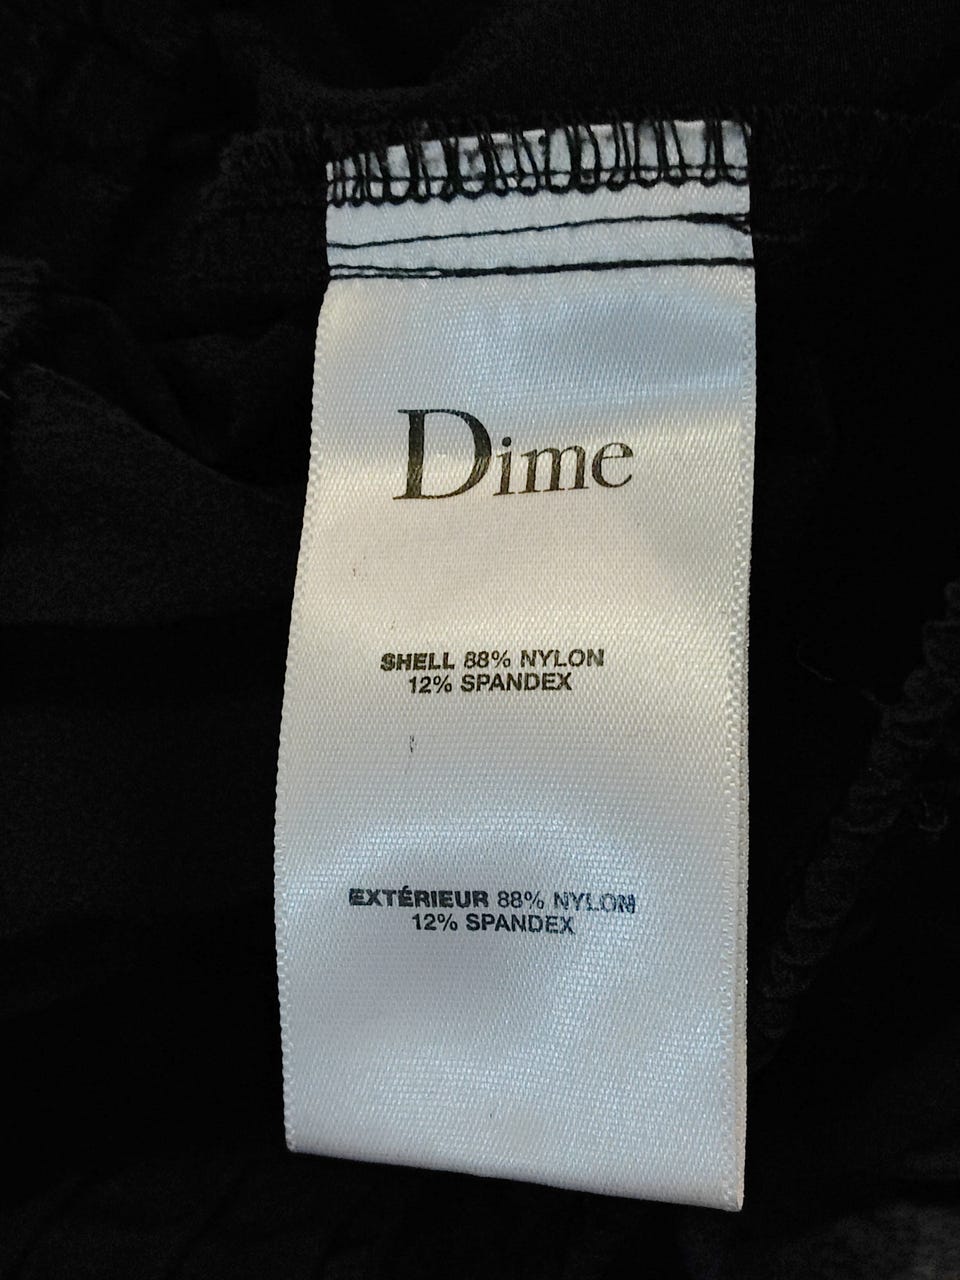 Dime
SHELL 88% NYLON
12% SPANDEX
EXTÉRIEUR 88% NYLON
12% SPANDEX